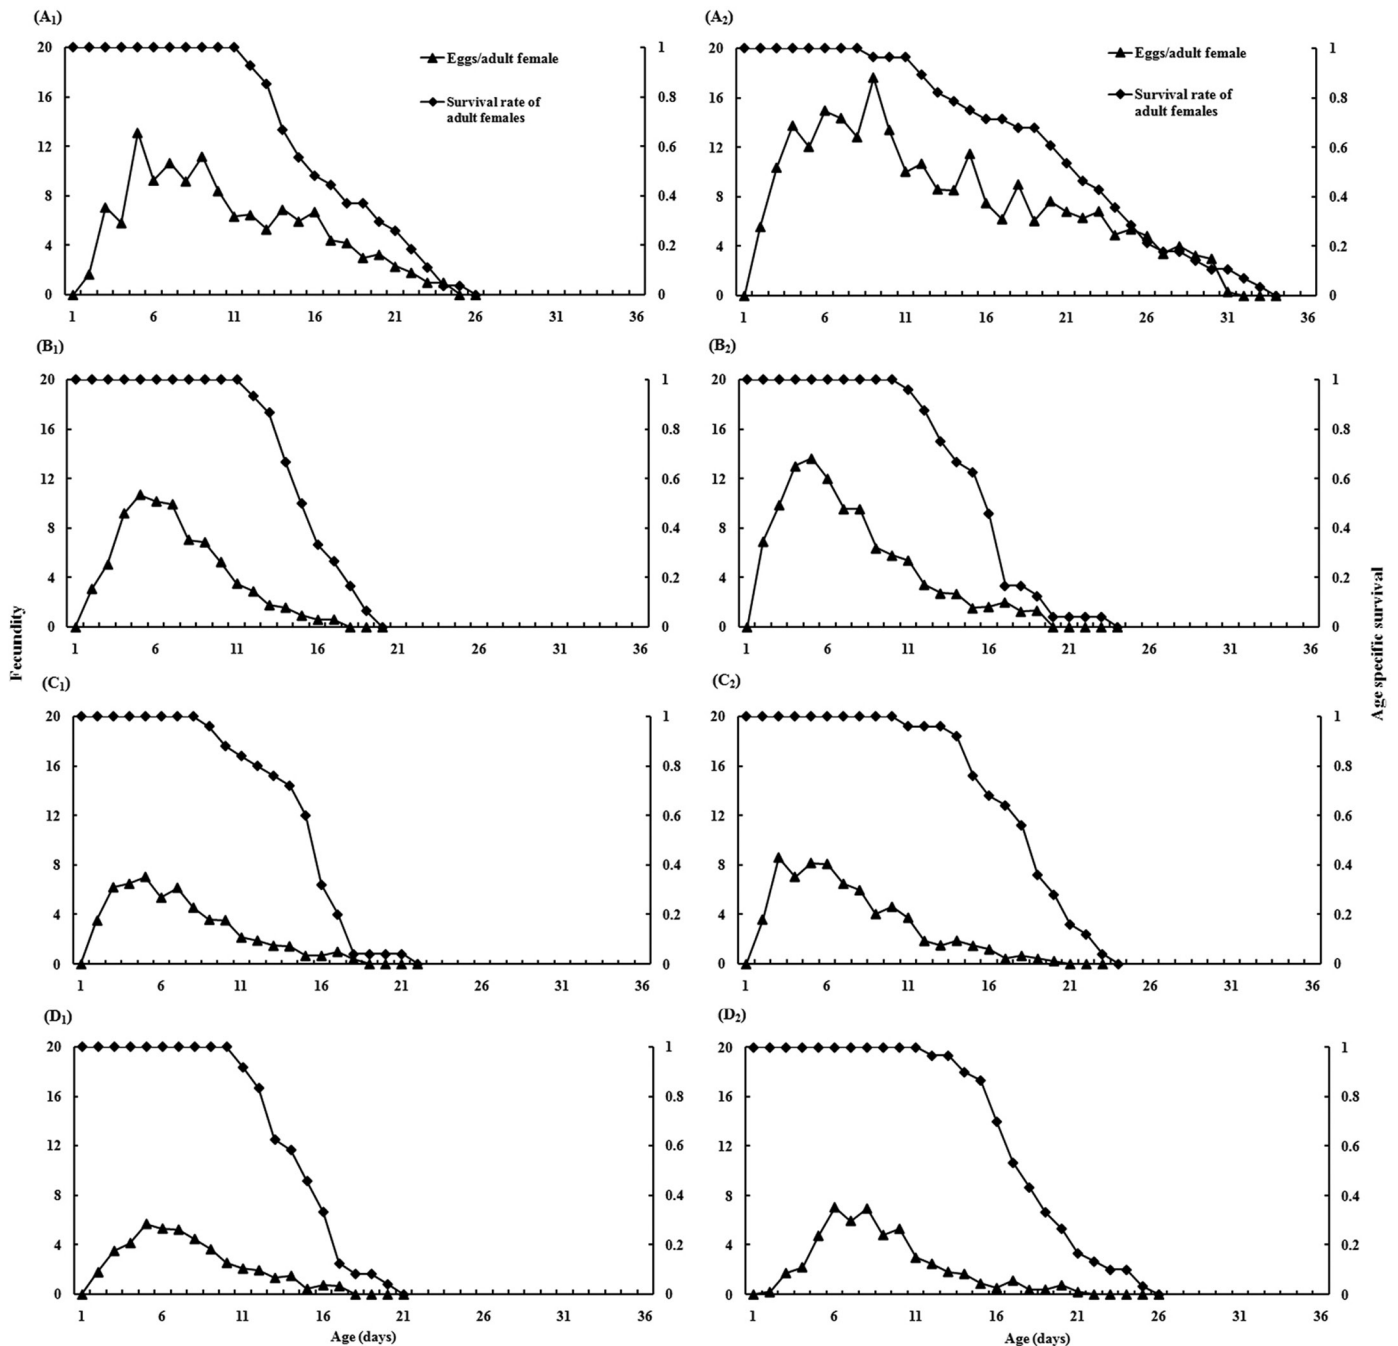 (A1) (A2)
20 1 20 1
Eggs/adult female Eggs/adult female
16 0.8 16 0.8
Survival rate of Survival rate of
adult females adult females
12 0.6 12 0.6
8 0.4 8 0.4
4 0.2 4 0.2
0 0 0 0
1 6 11 16 21 26 31 36 1 6 11 16 21 26 31 36
(B1) (B2)
20 1 20 1
16 0.8 16 0.8
12 0.6 12 0.6
8 0.4 8 0.4
4 0.2 4 0.2
0 0 0 0
1 6 11 16 21 26 31 36 1 6 11 16 21 26 31 36
Fecundity
Age specific survival
(C1) (C2)
20 1 20 1
16 0.8 16 0.8
12 0.6 12 0.6
8 0.4 8 0.4
4 0.2 4 0.2
0 0 0 0
1 6 11 16 21 26 31 36 1 6 11 16 21 26 31 36
(D1) (D2)
20 1 20 1
16 0.8 16 0.8
12 0.6 12 0.6
8 0.4 8 0.4
4 0.2 4 0.2
0 0 0 0
1 6 11 16 21 26 31 36 1 6 11 16 21 26 31 36
Age (days) Age (days)